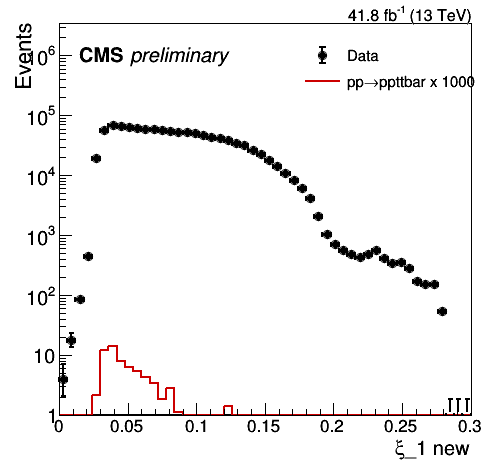 41.8 fb⁻¹ (13 TeV)
Events
CMS preliminary
Data
pp→ppttbar x 1000
10⁶
10⁵
10⁴
10³
10²
10
1
0 0.05 0.1 0.15 0.2 0.25 0.3
ξ_1 new